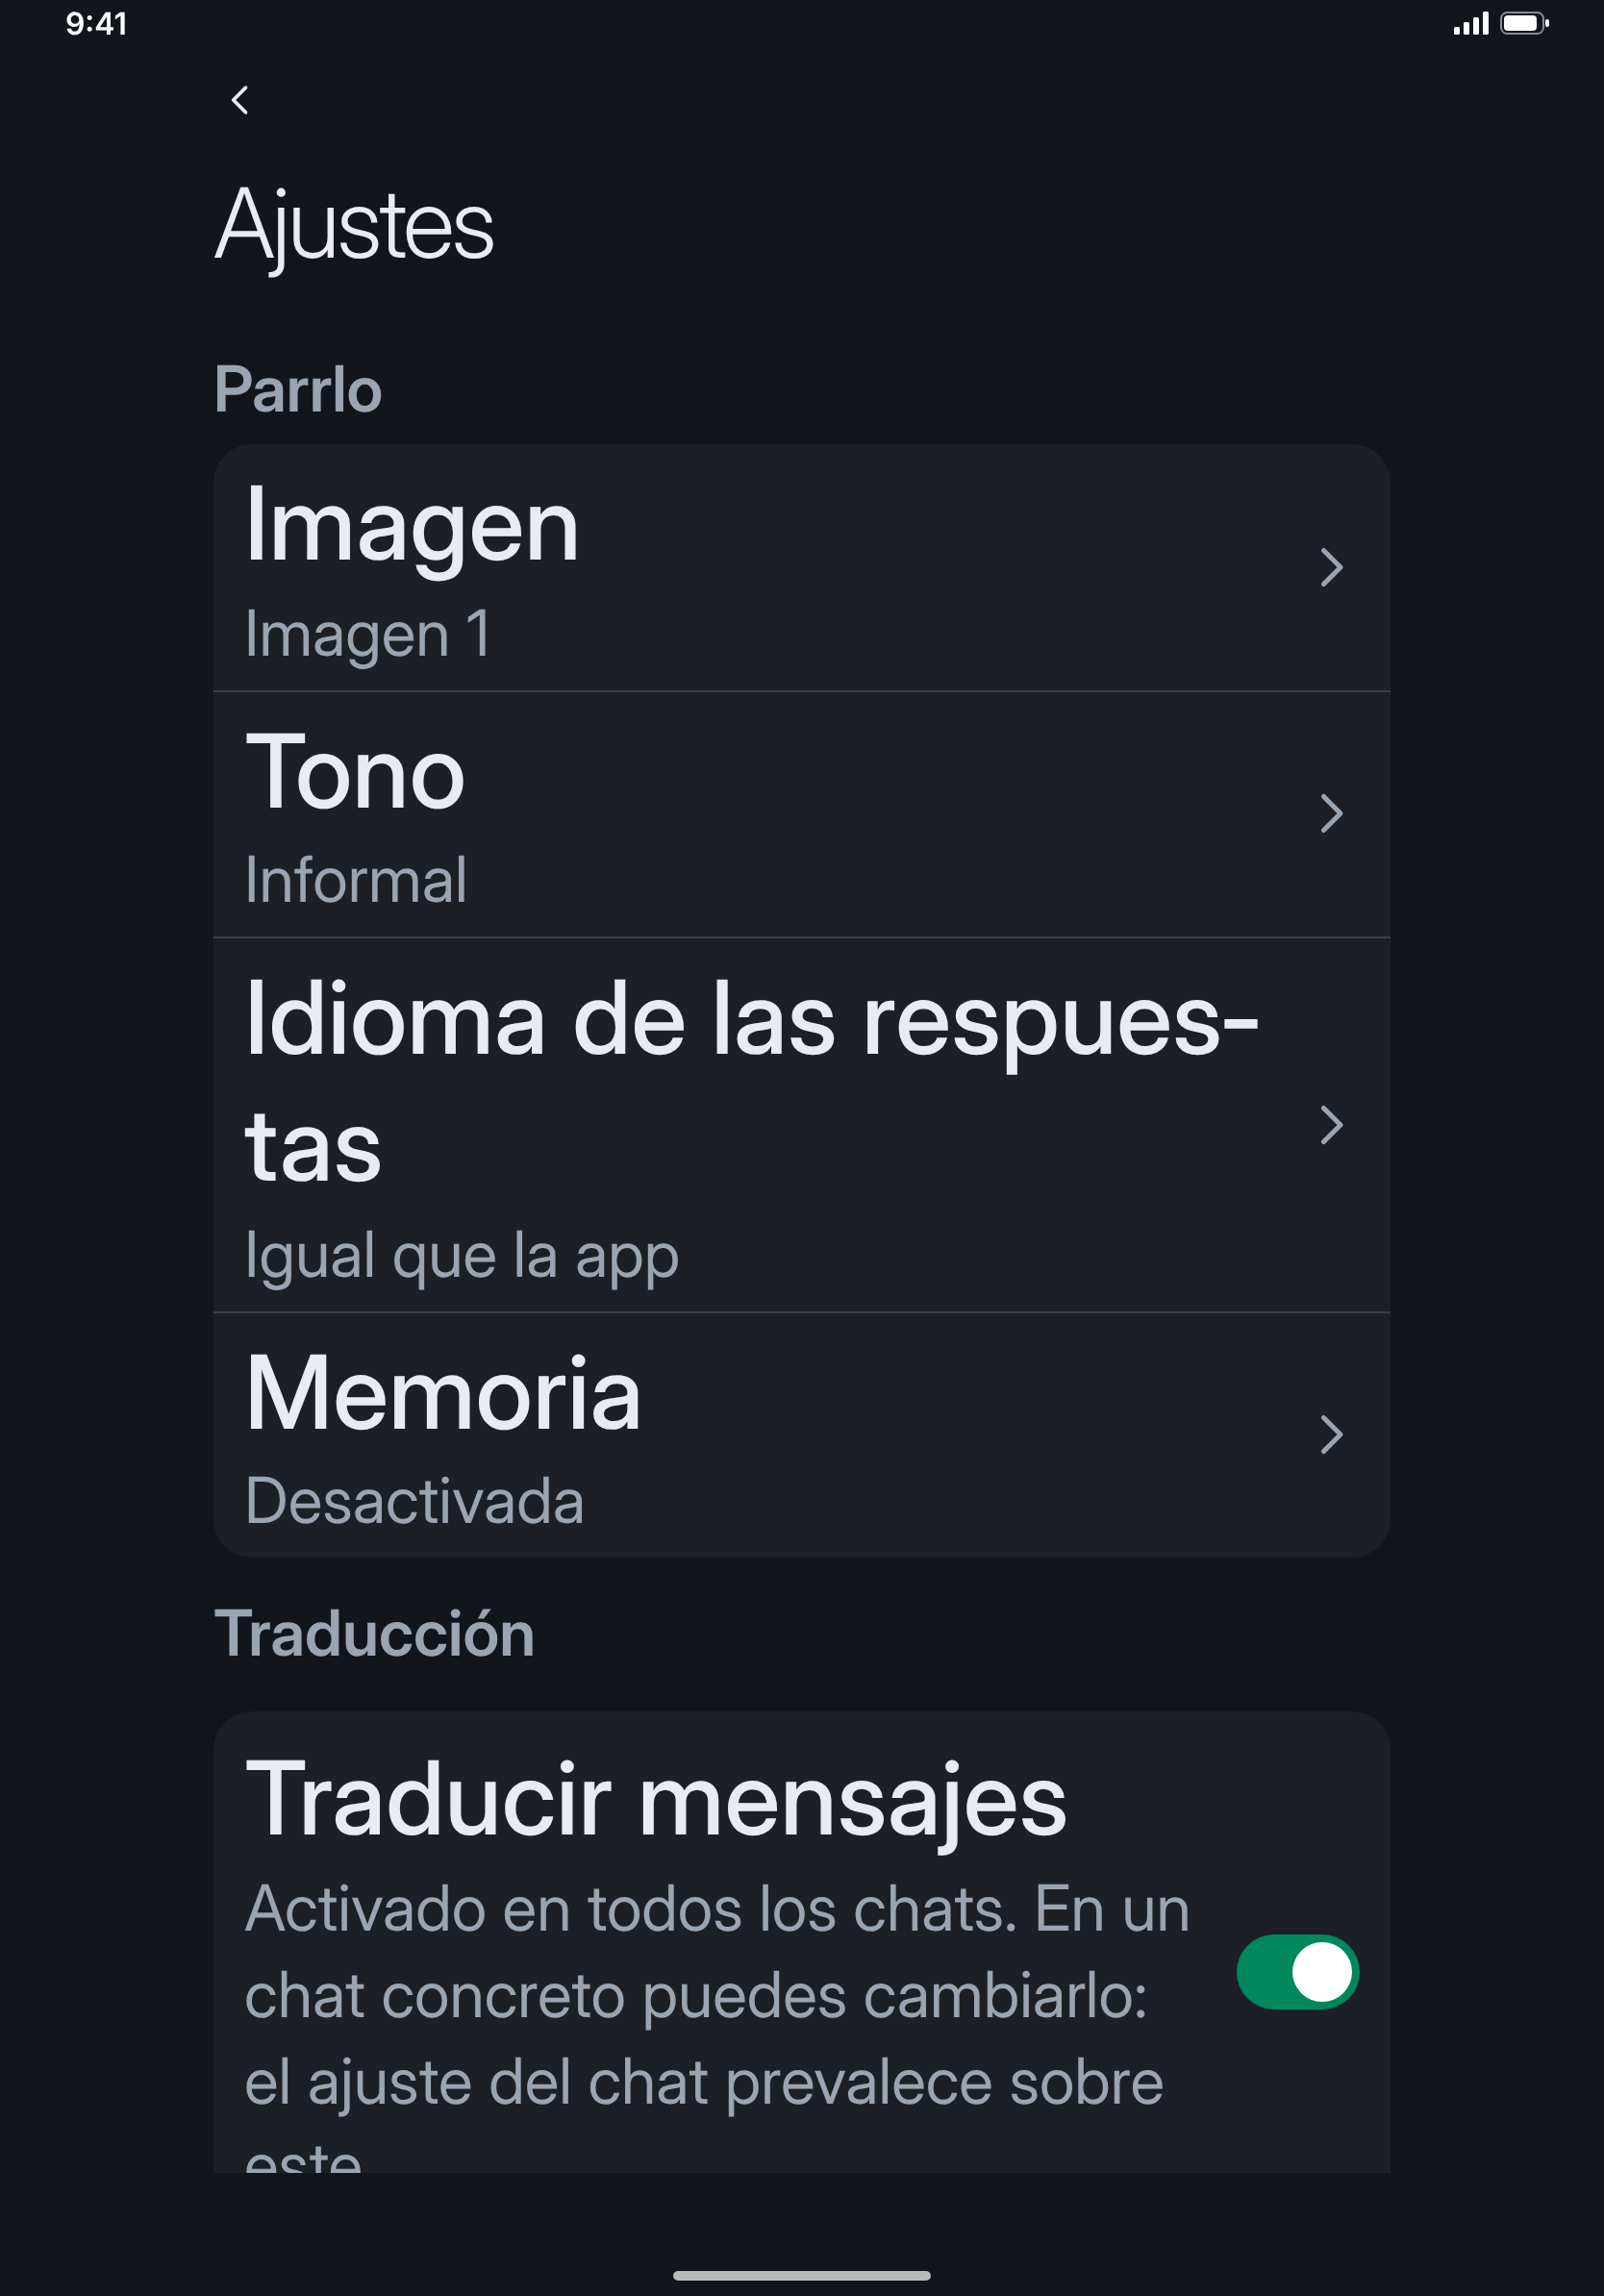 9:41
Ajustes
Parrlo
Imagen
Imagen 1
Tono
Informal
Idioma de las respues-
tas
Igual que la app
Memoria
Desactivada
Traducción
Traducir mensajes
Activado en todos los chats. En un
chat concreto puedes cambiarlo:
el ajuste del chat prevalece sobre
este